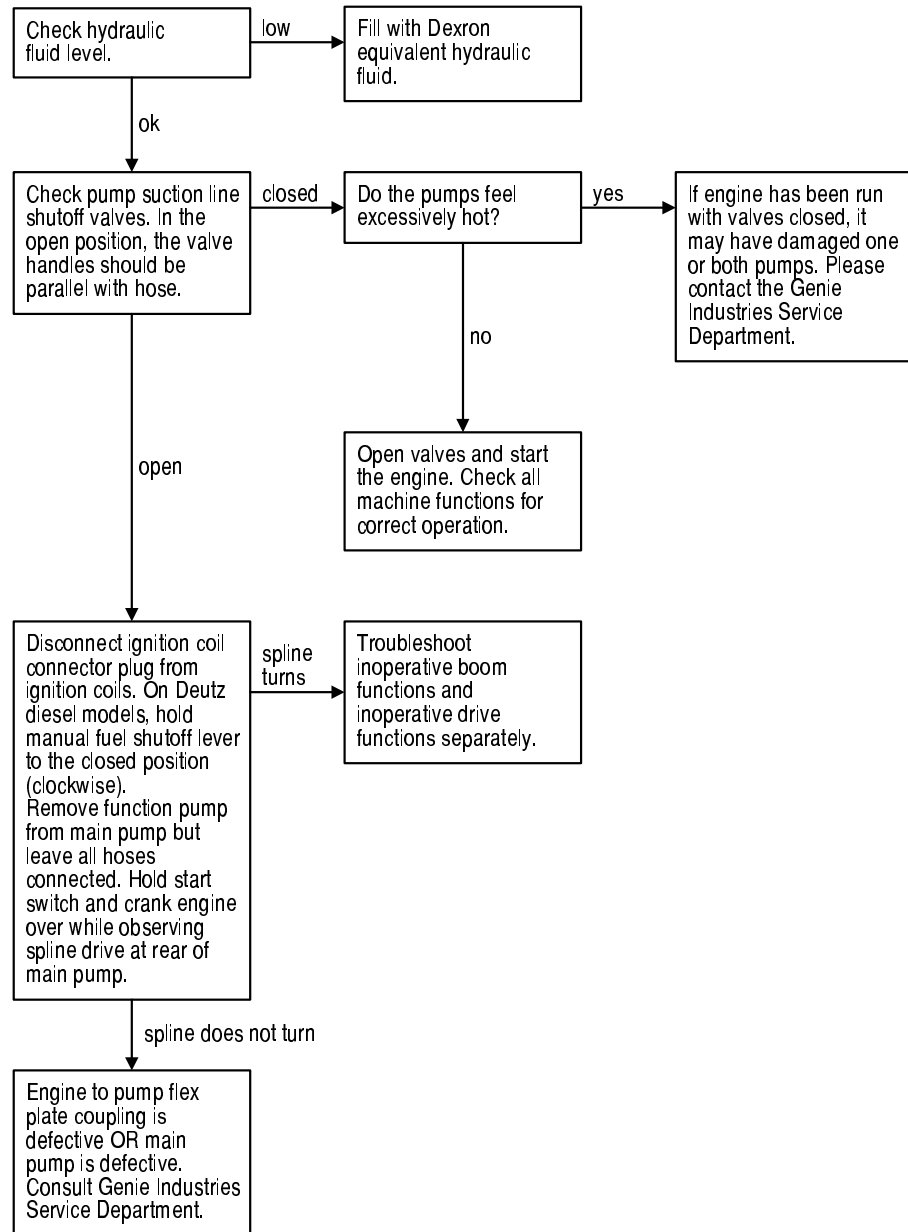 Check hydraulic
fluid level.
low
Fill with Dexron
equivalent hydraulic
fluid.
ok
Check pump suction line
shutoff valves. In the
open position, the valve
handles should be
parallel with hose.
closed
Do the pumps feel
excessively hot?
yes
If engine has been run
with valves closed, it
may have damaged one
or both pumps. Please
contact the Genie
Industries Service
Department.
no
Open valves and start
the engine. Check all
machine functions for
correct operation.
open
Disconnect ignition coil
connector plug from
ignition coils. On Deutz
diesel models, hold
manual fuel shutoff lever
to the closed position
(clockwise).
Remove function pump
from main pump but
leave all hoses
connected. Hold start
switch and crank engine
over while observing
spline drive at rear of
main pump.
spline
turns
Troubleshoot
inoperative boom
functions and
inoperative drive
functions separately.
spline does not turn
Engine to pump flex
plate coupling is
defective OR main
pump is defective.
Consult Genie Industries
Service Department.